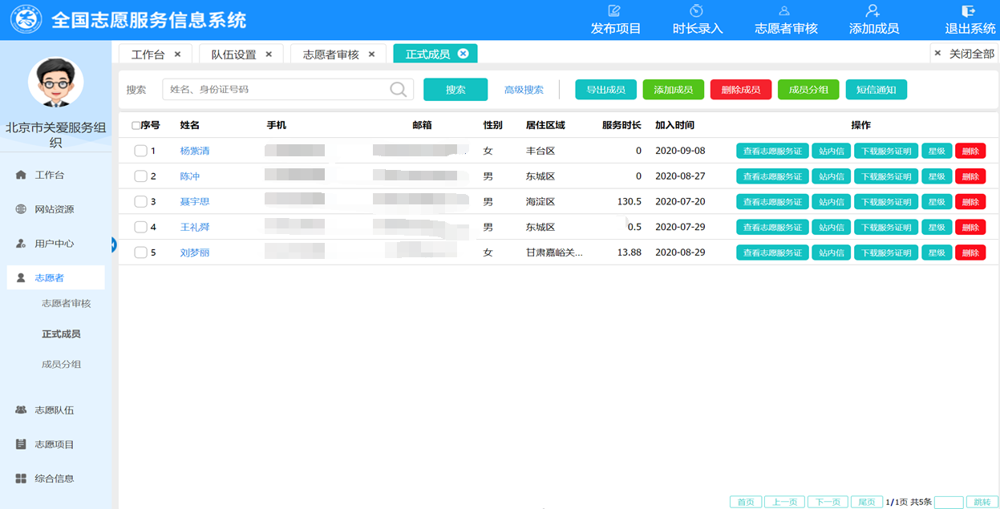 全国志愿服务信息系统
发布项目 时长录入 志愿者审核 添加成员 退出系统
工作台 × 队伍设置 × 志愿者审核 × 正式成员 × × 关闭全部
北京市关爱服务组
织
工作台
网站资源
用户中心
志愿者
志愿者审核
正式成员
成员分组
志愿队伍
志愿项目
综合信息
搜索 姓名、身份证号码 搜索 高级搜索 导出成员 添加成员 删除成员 成员分组 短信通知
序号 姓名 手机 邮箱 性别 居住区域 服务时长 加入时间 操作
1 杨紫清 女 丰台区 0 2020-09-08 查看志愿服务证 站内信 下载服务证明 星级 删除
2 陈冲 男 东城区 0 2020-08-27 查看志愿服务证 站内信 下载服务证明 星级 删除
3 聂宇思 男 海淀区 130.5 2020-07-20 查看志愿服务证 站内信 下载服务证明 星级 删除
4 王礼舜 男 东城区 0.5 2020-07-29 查看志愿服务证 站内信 下载服务证明 星级 删除
5 刘梦丽 女 甘肃嘉峪关... 13.88 2020-08-29 查看志愿服务证 站内信 下载服务证明 星级 删除
首页 上一页 下一页 尾页 1/1页 共5条 跳转